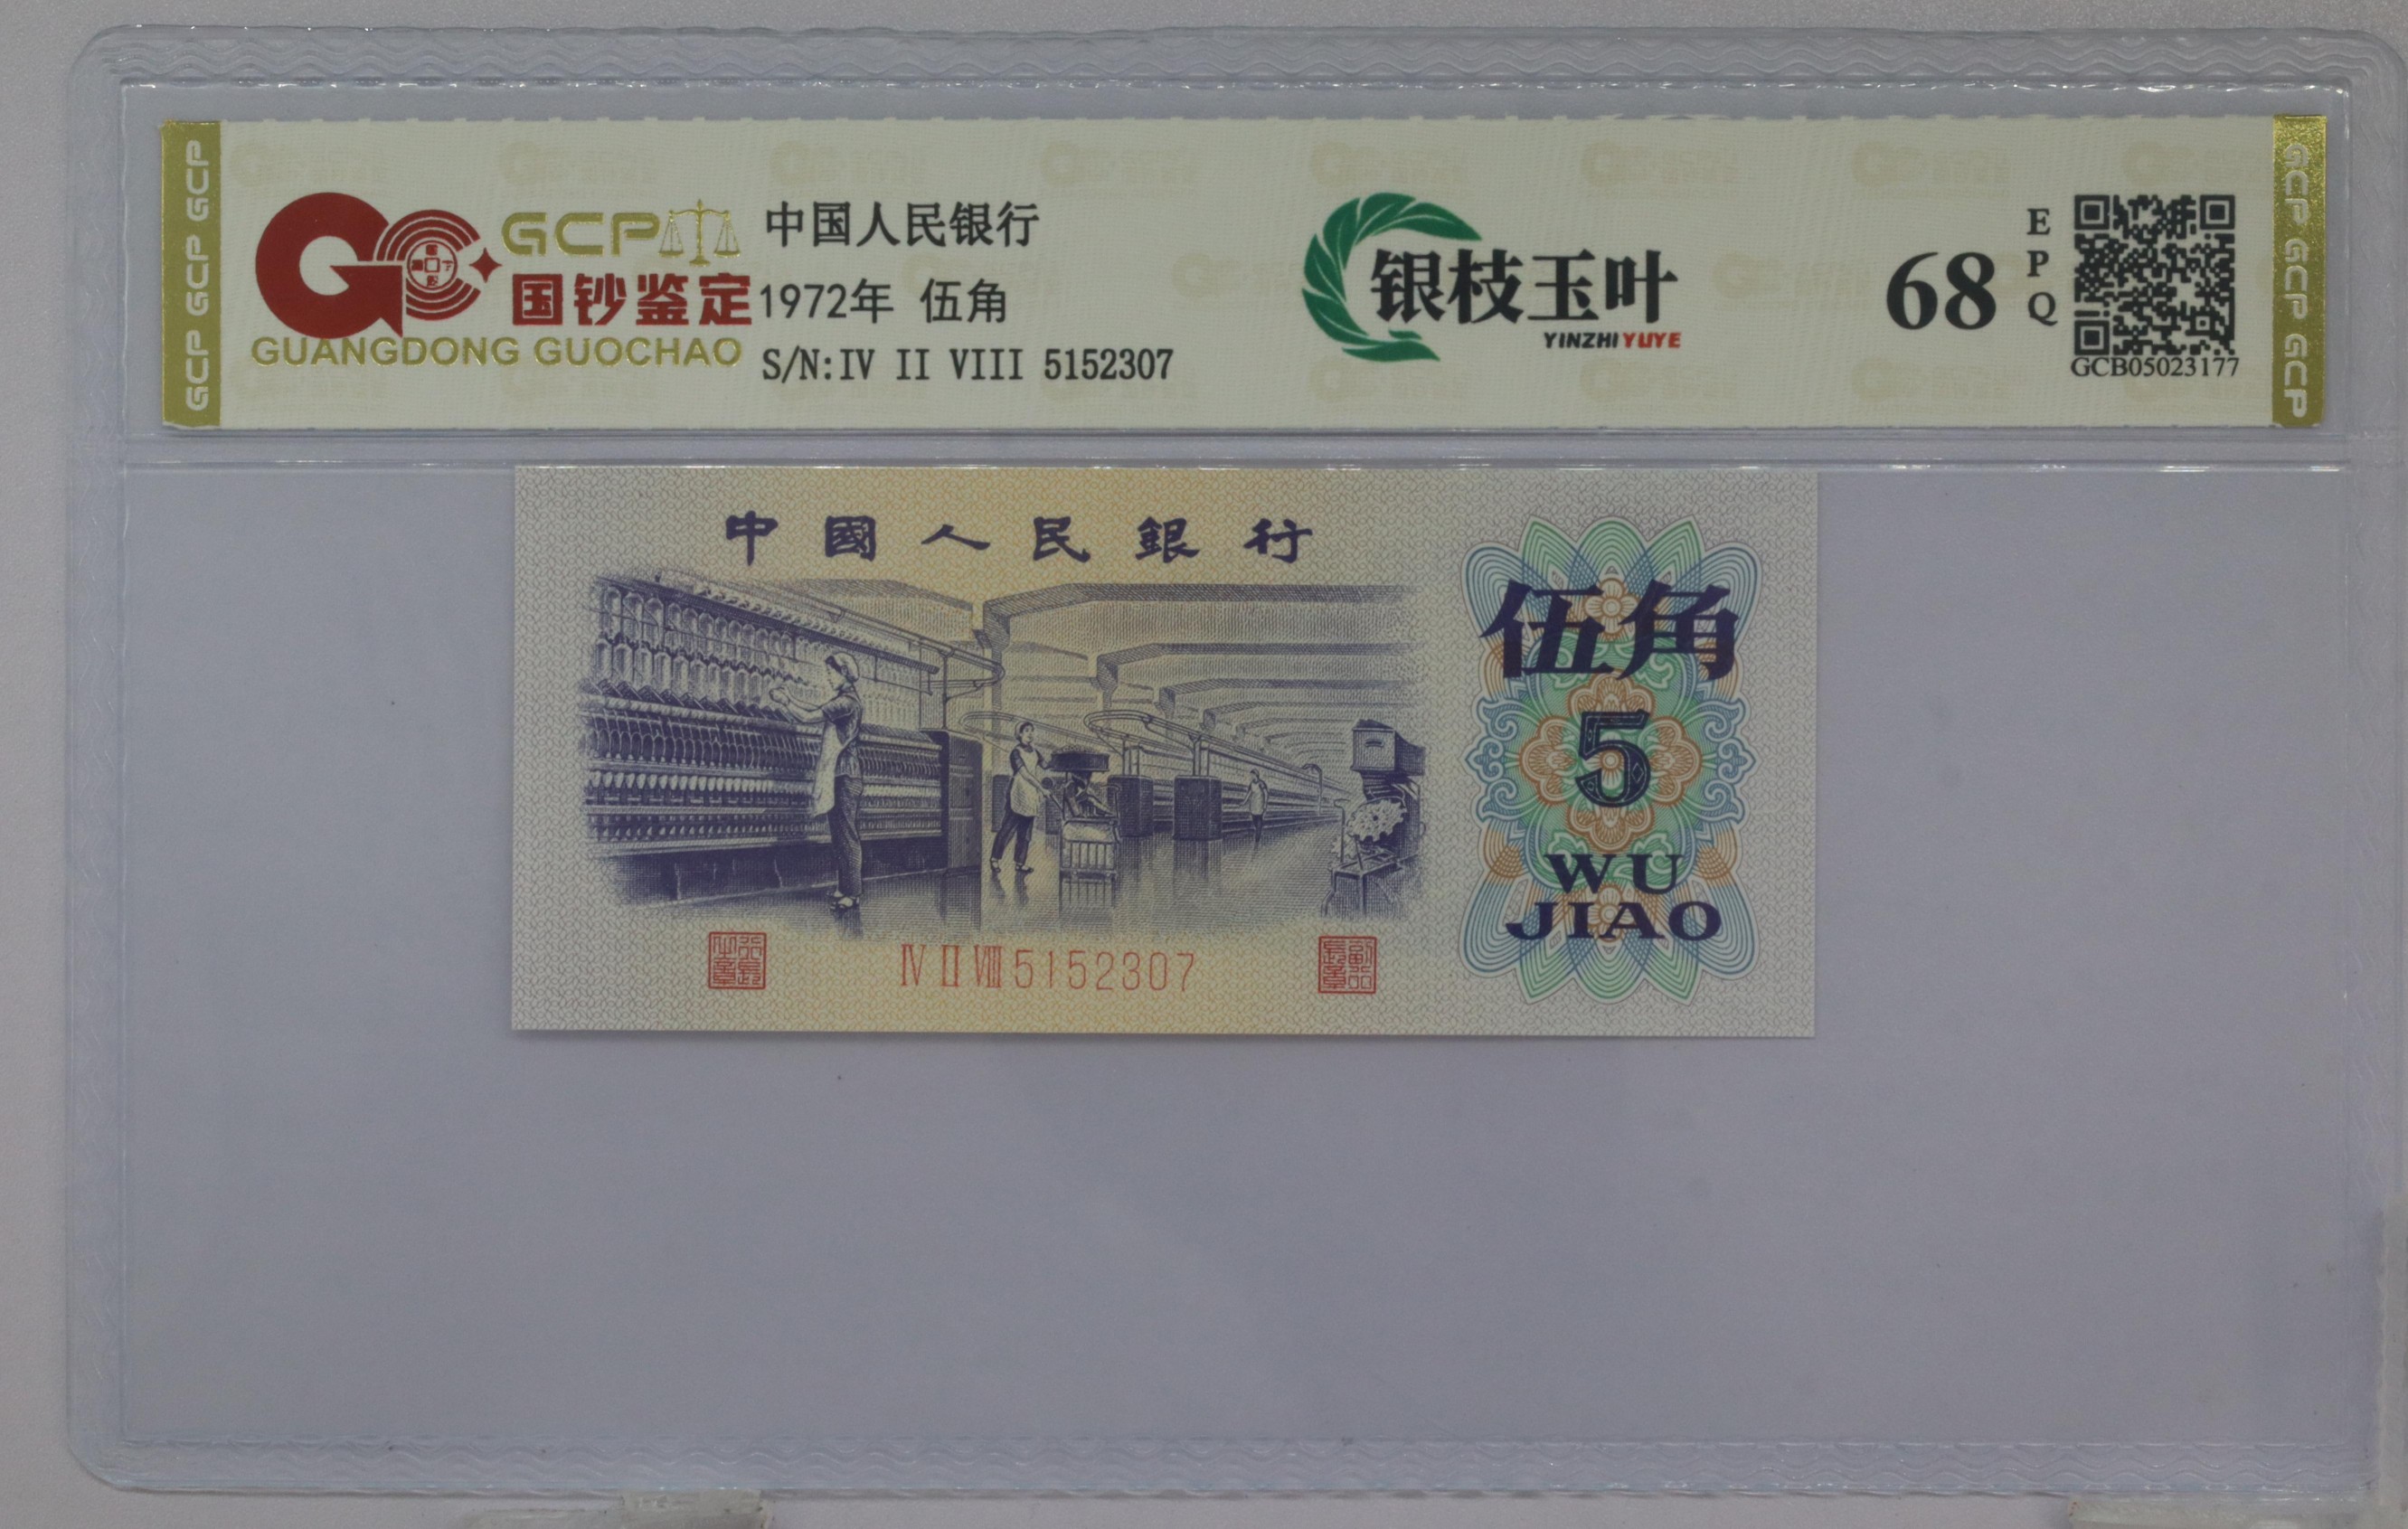 GCP GCP GCP
GCP
国钞鉴定
GUANGDONG GUOCHAO
中国人民银行
1972年 伍角
S/N:IV II VIII 5152307
银枝玉叶
YINZHI YUYE
68
EPQ
GCB05023177
GCP GCP GCP
中國人民銀行
伍角
5
WU
JIAO
IV II VIII 5152307